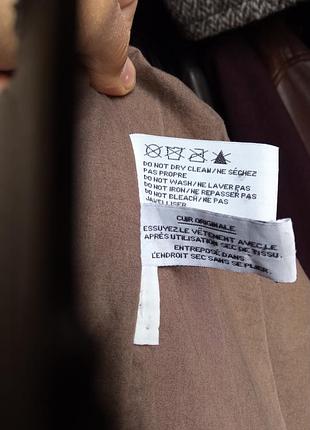 DO NOT DRY CLEAN/NE SÉCHEZ
PAS PROPRE
DO NOT WASH/NE LAVER PAS
DO NOT IRON/NE REPASSER PAS
DO NOT BLEACH/NE PAS
JAVELLISER
CUIR ORIGINALE
ESSUYEZ LE VÊTEMENT AVEC LE
APRÈS UTILISATION SEC DE TISSU.
ENTREPOSÉ DANS
L'ENDROIT SEC SANS SE PLIER.